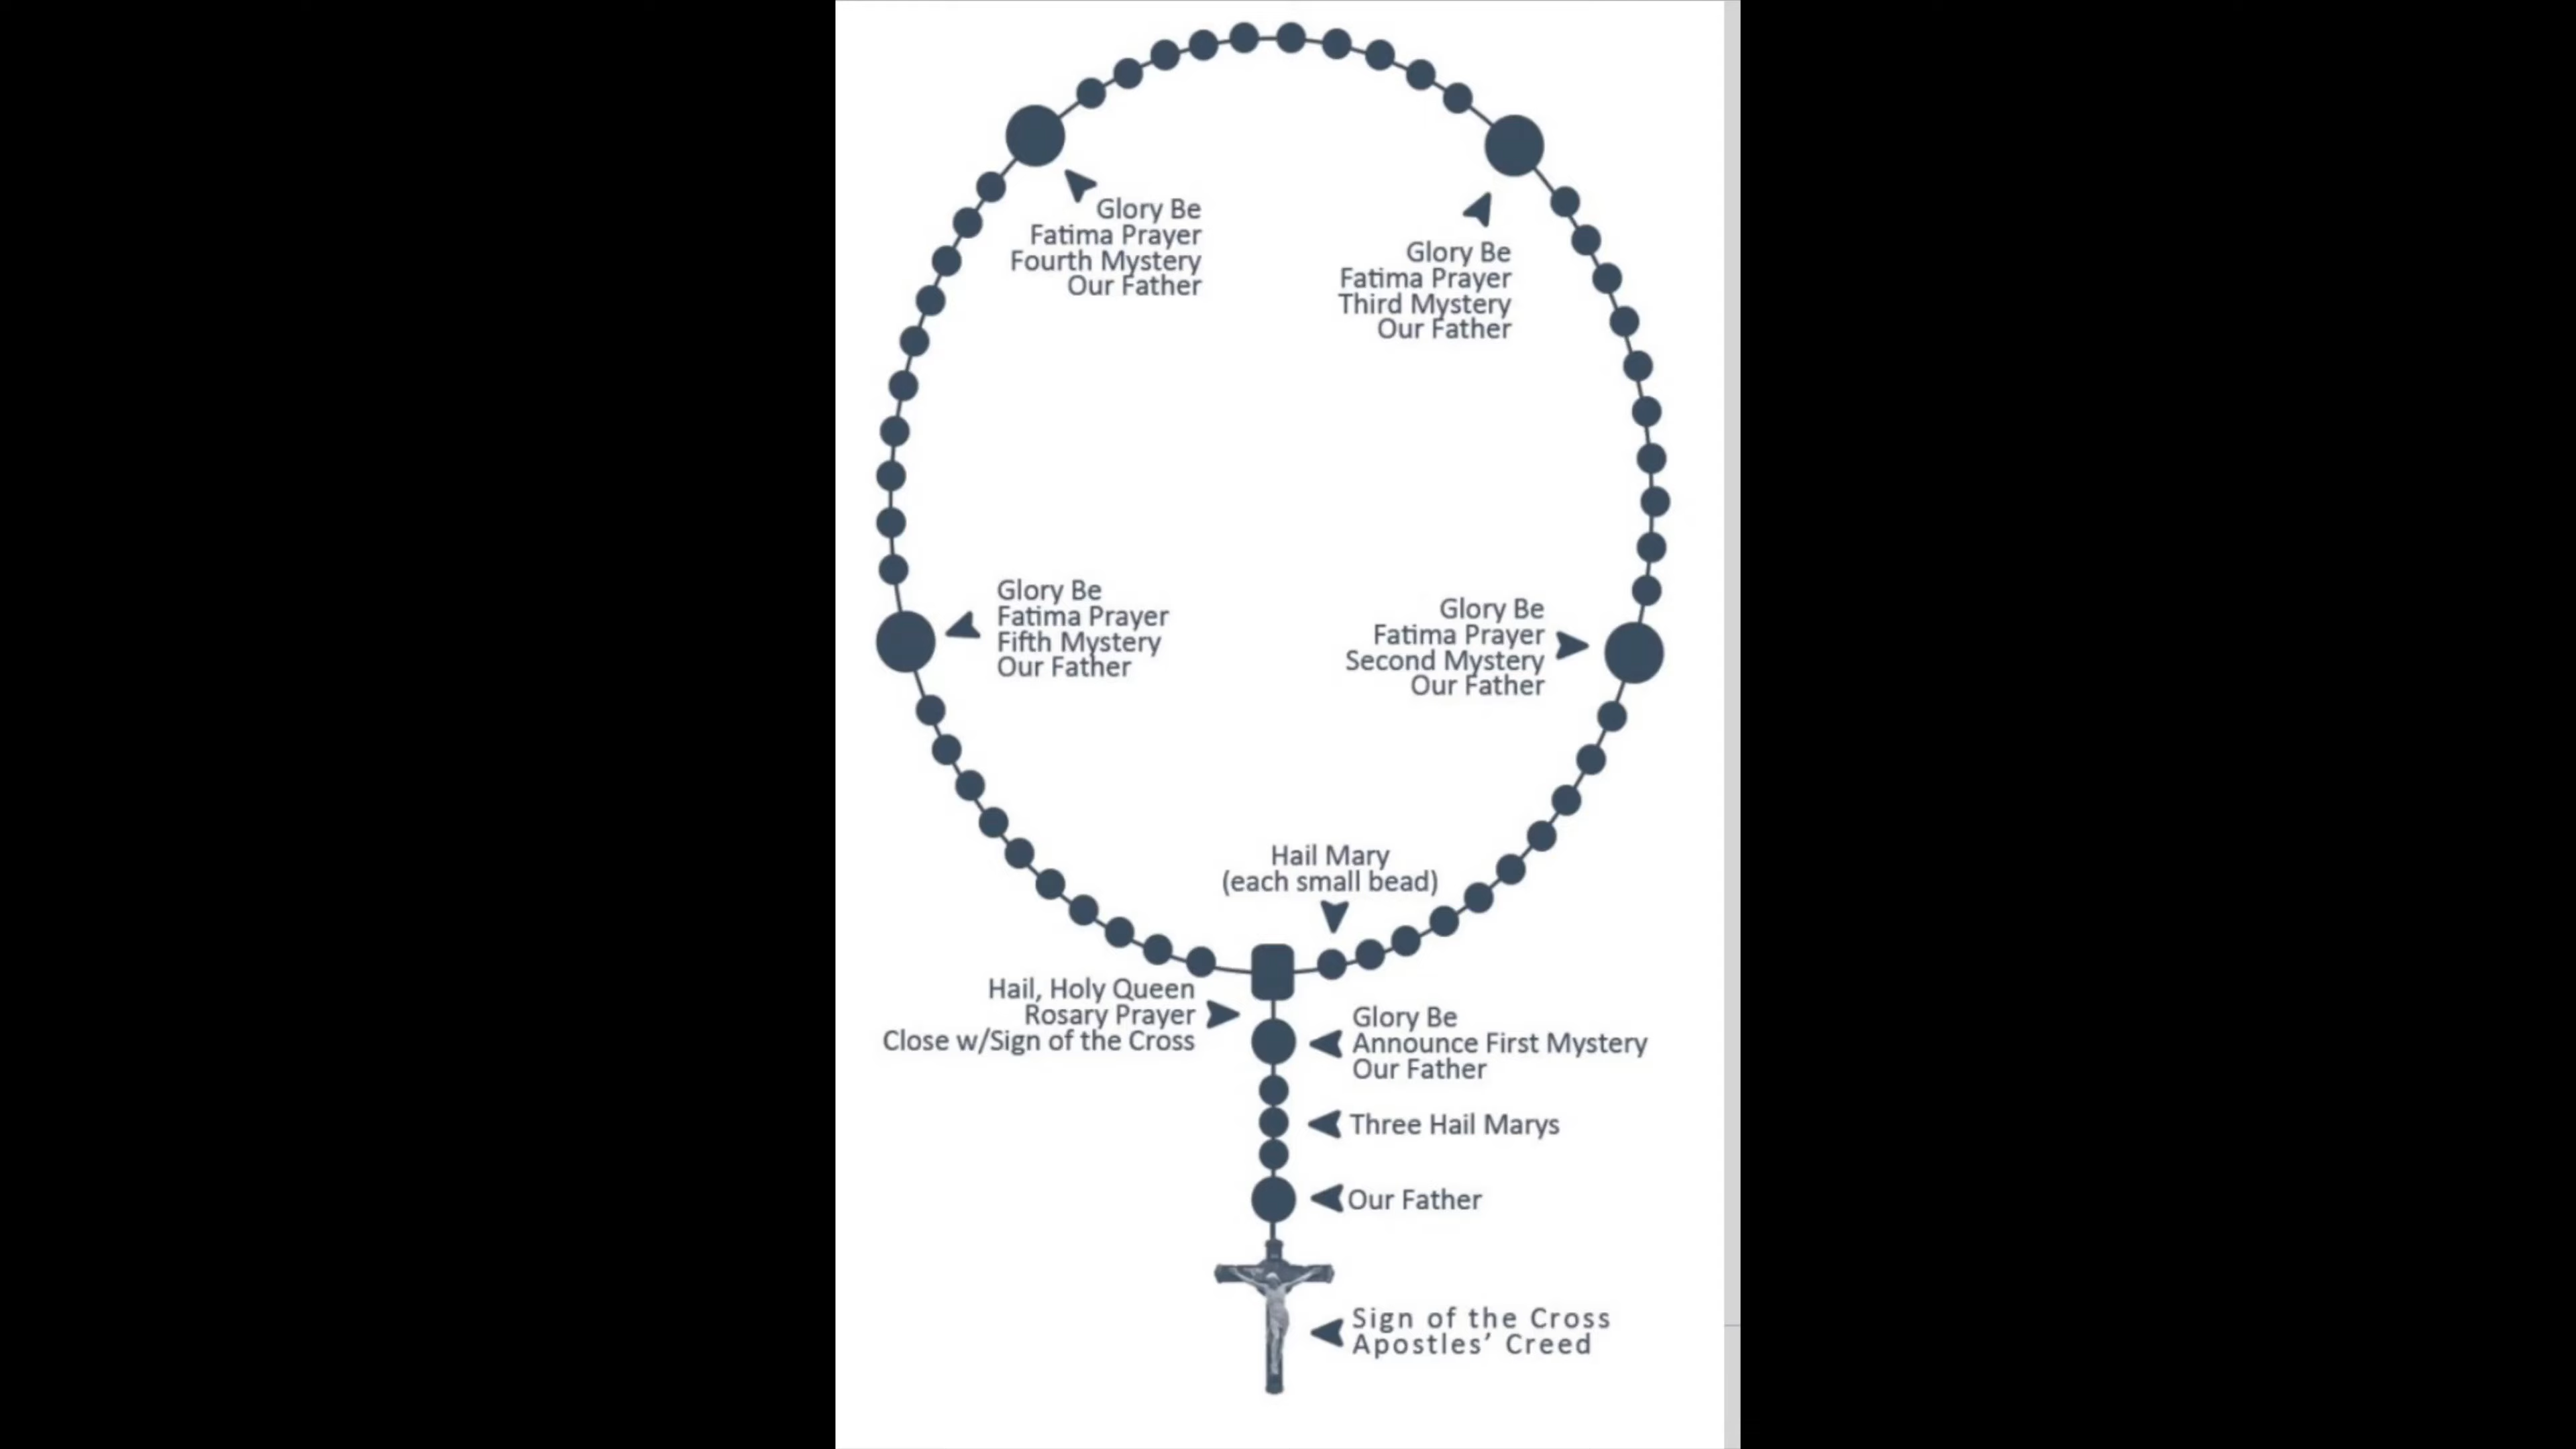 Glory Be
Fatima Prayer
Fourth Mystery
Our Father
Glory Be
Fatima Prayer
Third Mystery
Our Father
Glory Be
Fatima Prayer
Fifth Mystery
Our Father
Glory Be
Fatima Prayer
Second Mystery
Our Father
Hail Mary
(each small bead)
Hail, Holy Queen
Rosary Prayer
Close w/Sign of the Cross
Glory Be
Announce First Mystery
Our Father
Three Hail Marys
Our Father
Sign of the Cross
Apostles’ Creed